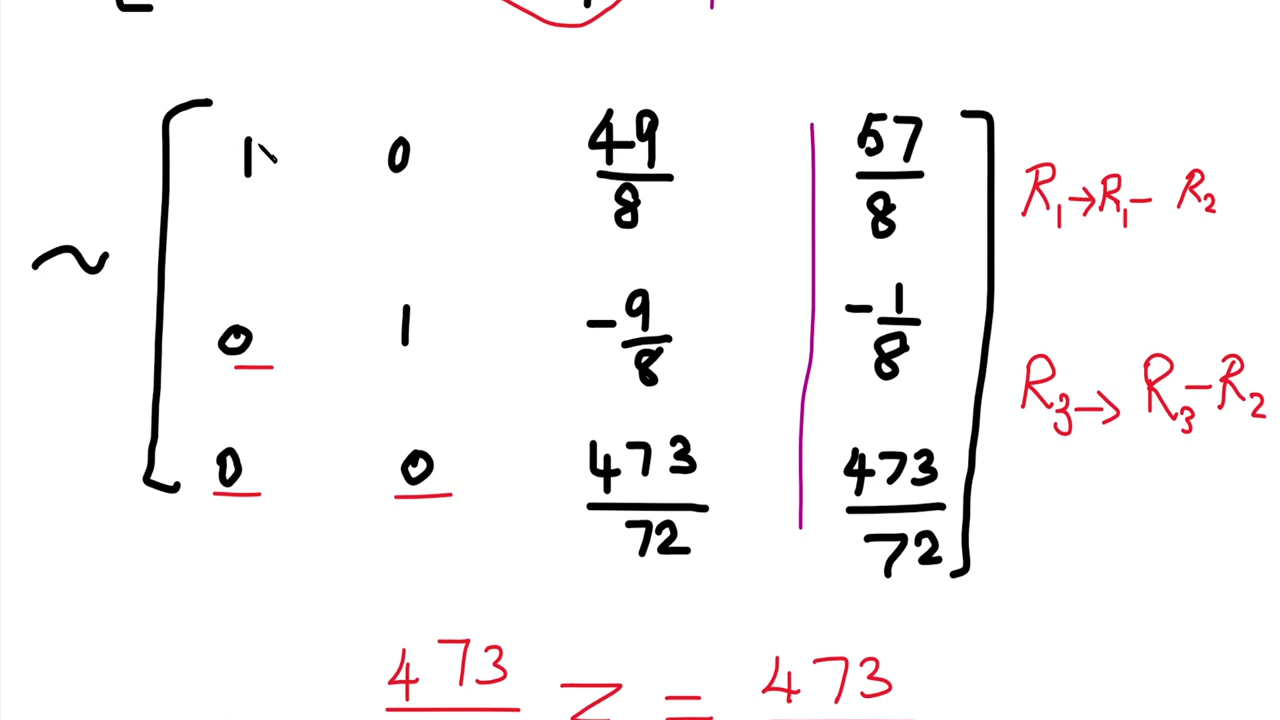 ~ [ 1 0 49/8 | 57/8 ] R₁→R₁- R₂
0 1 -9/8 | -1/8
0 0 473/72 | 473/72 R₃→ R₃-R₂
473 Z = 473